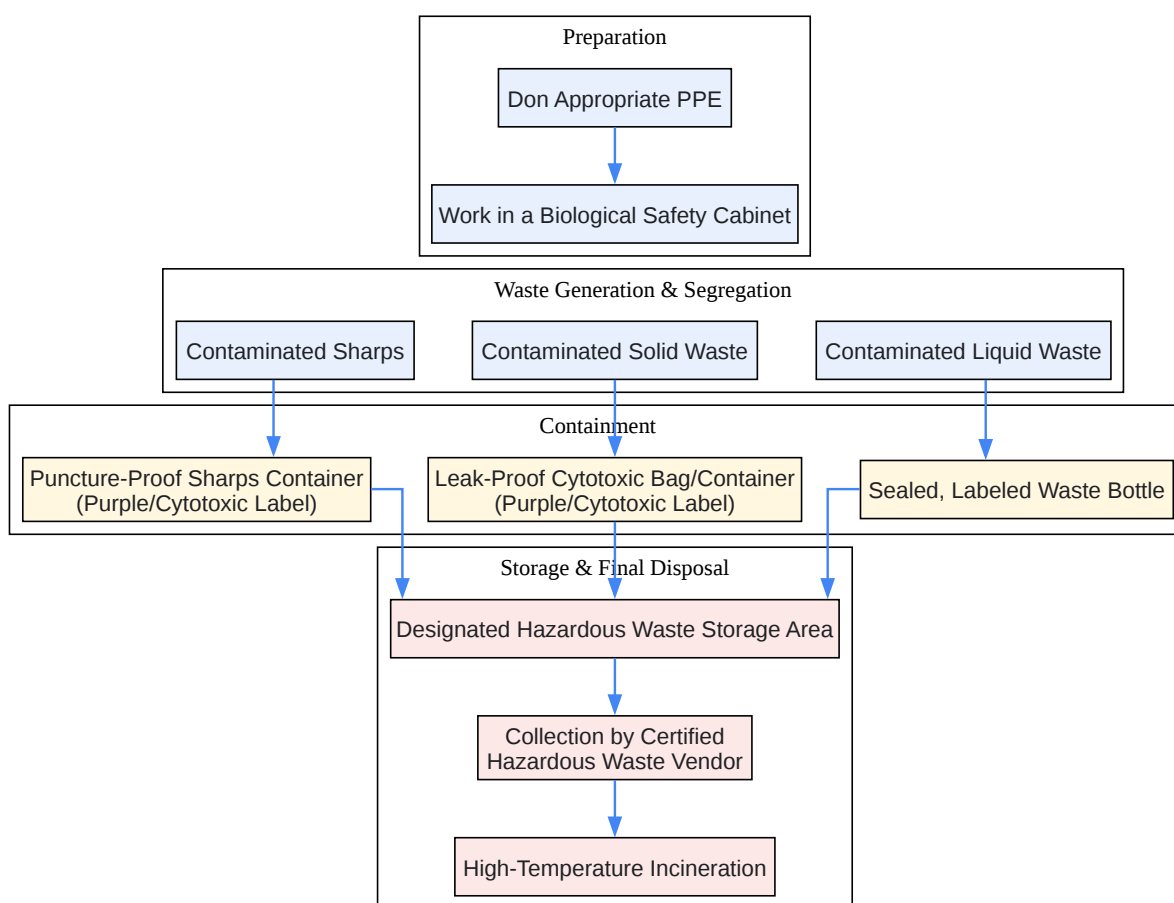 Preparation
Don Appropriate PPE
Work in a Biological Safety Cabinet
Waste Generation & Segregation
Contaminated Sharps
Contaminated Solid Waste
Contaminated Liquid Waste
Containment
Puncture-Proof Sharps Container
(Purple/Cytotoxic Label)
Leak-Proof Cytotoxic Bag/Container
(Purple/Cytotoxic Label)
Sealed, Labeled Waste Bottle
Storage & Final Disposal
Designated Hazardous Waste Storage Area
Collection by Certified
Hazardous Waste Vendor
High-Temperature Incineration